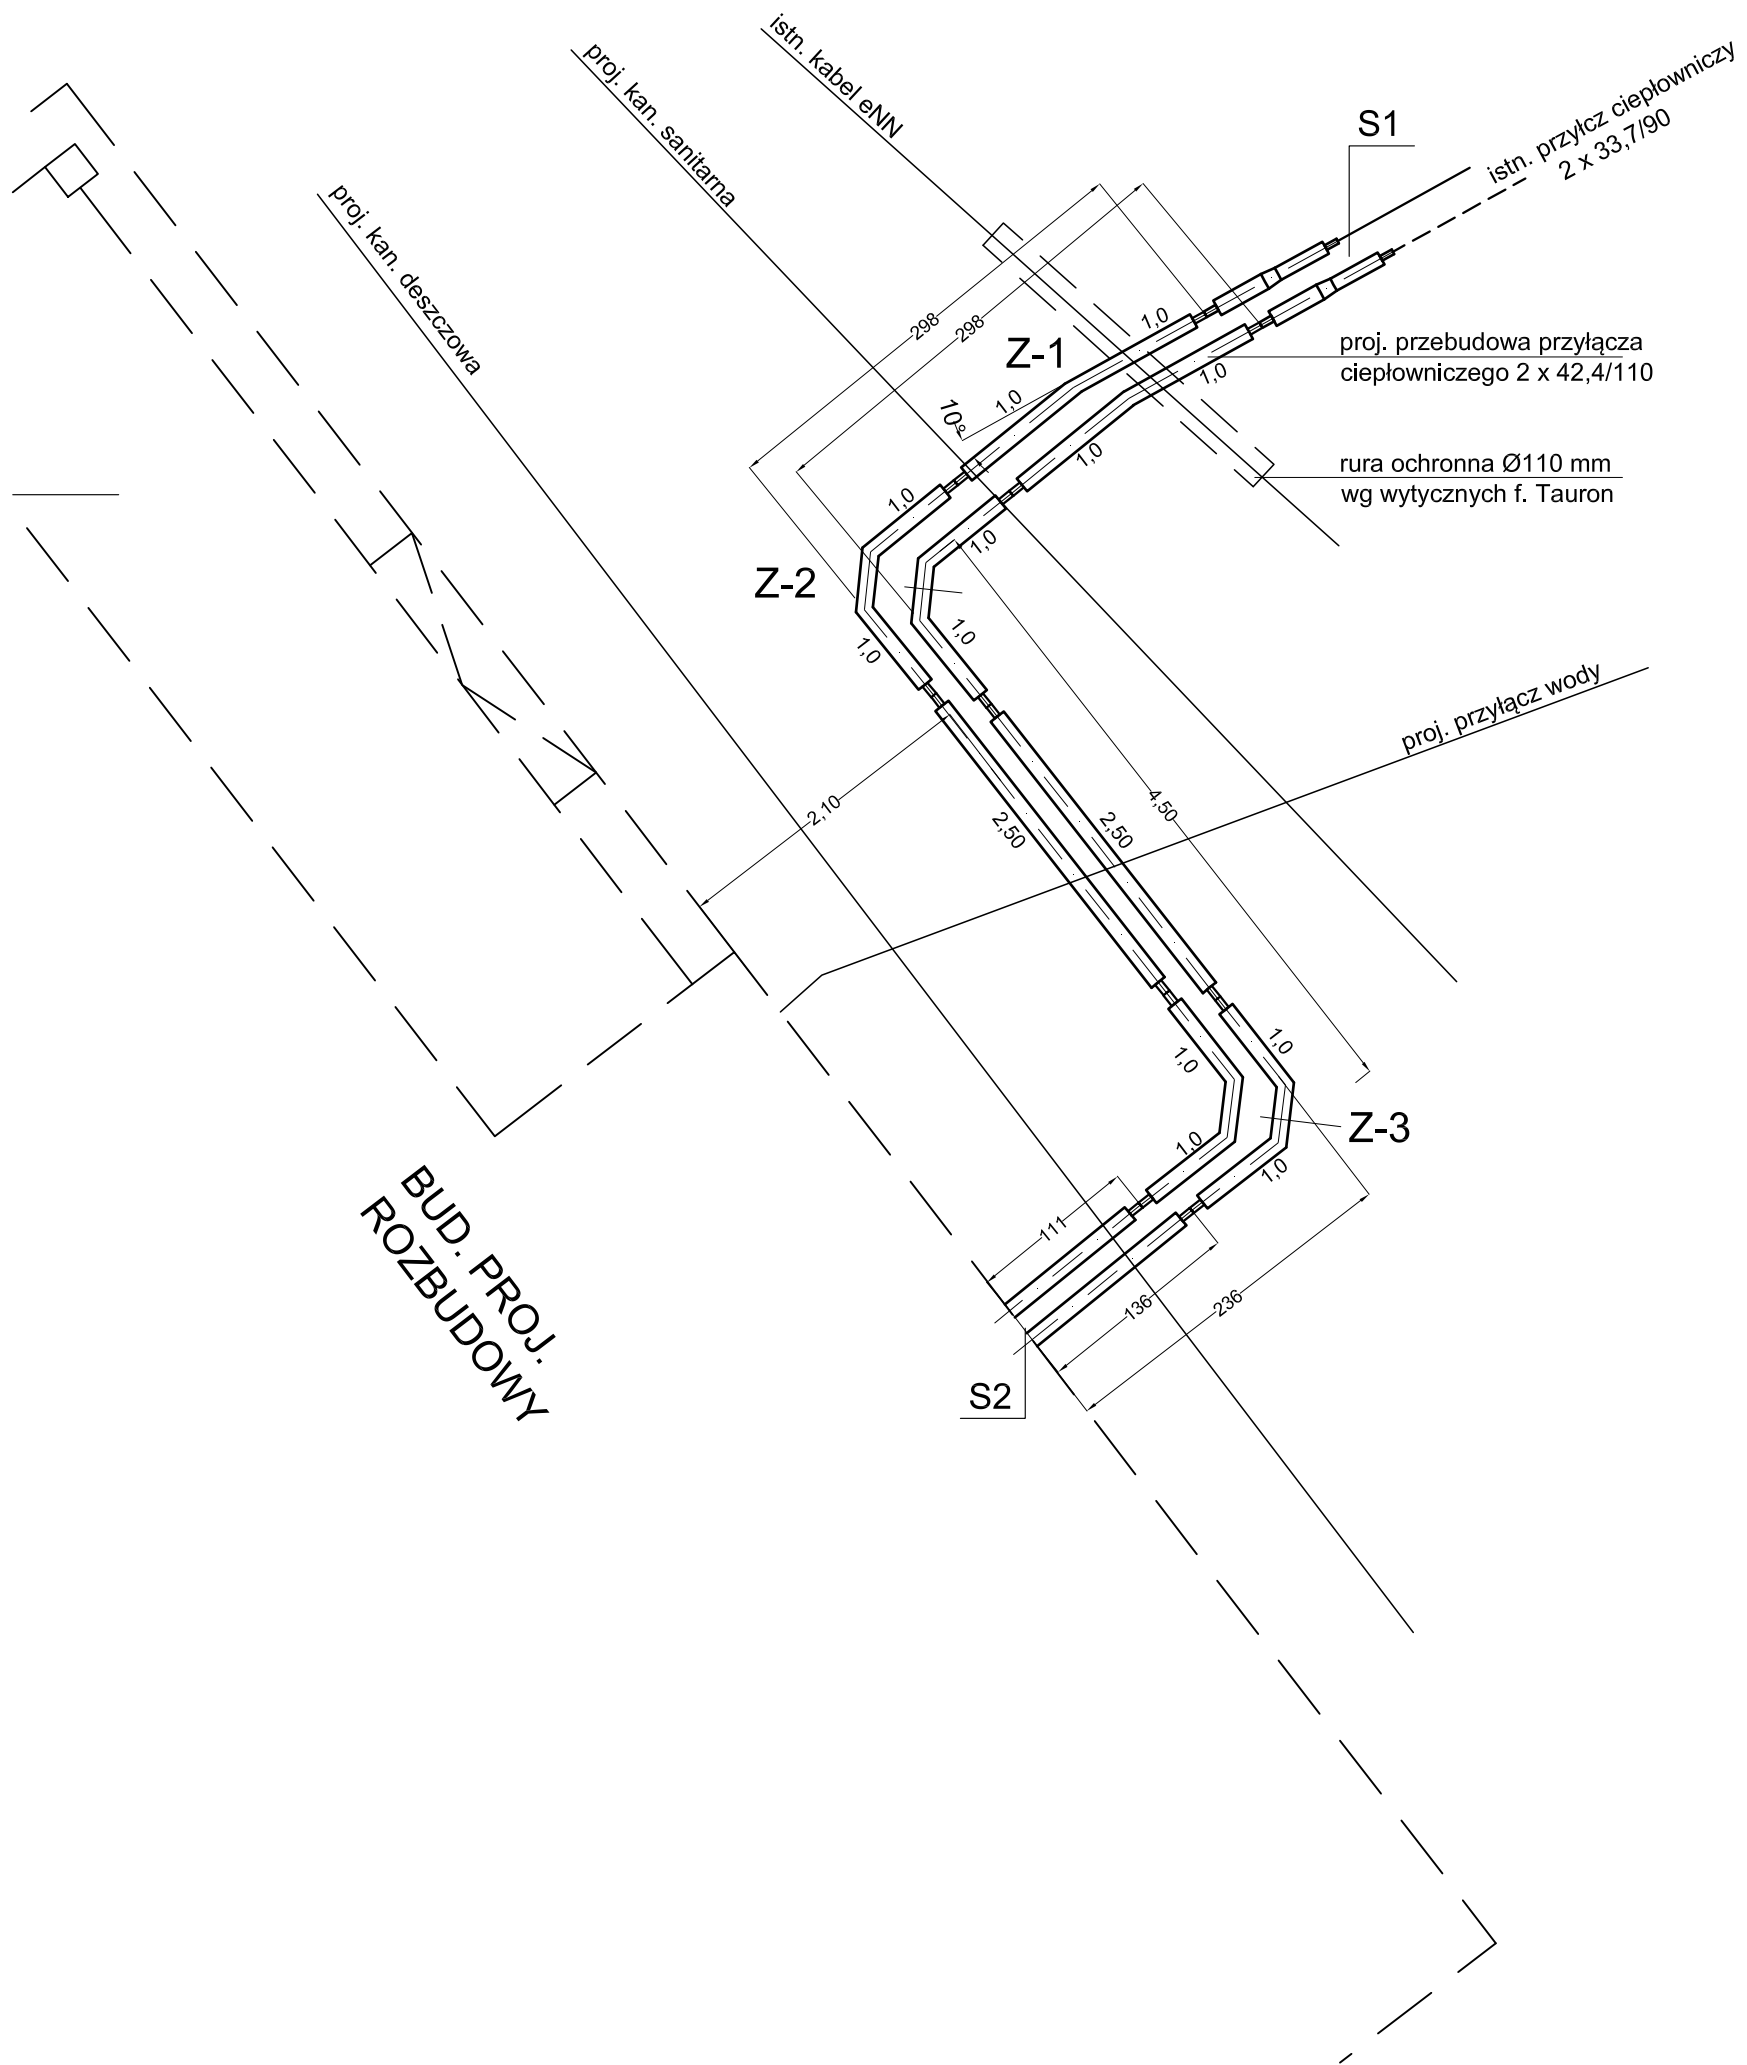 istn. kabel eNN
proj. kan. sanitarna
proj. kan. deszczowa
S1
istn. przyłcz ciepłowniczy
2 x 33,7/90
298
298
Z-1
1,0
1,0
1,0
1,0
10°
proj. przebudowa przyłącza
ciepłowniczego 2 x 42,4/110
rura ochronna Ø110 mm
wg wytycznych f. Tauron
1,0
1,0
Z-2
1,0
1,0
proj. przyłącz wody
2,10
2,50
2,50
4,50
1,0
1,0
Z-3
1,0
1,0
111
136
236
S2
BUD. PROJ.
ROZBUDOWY